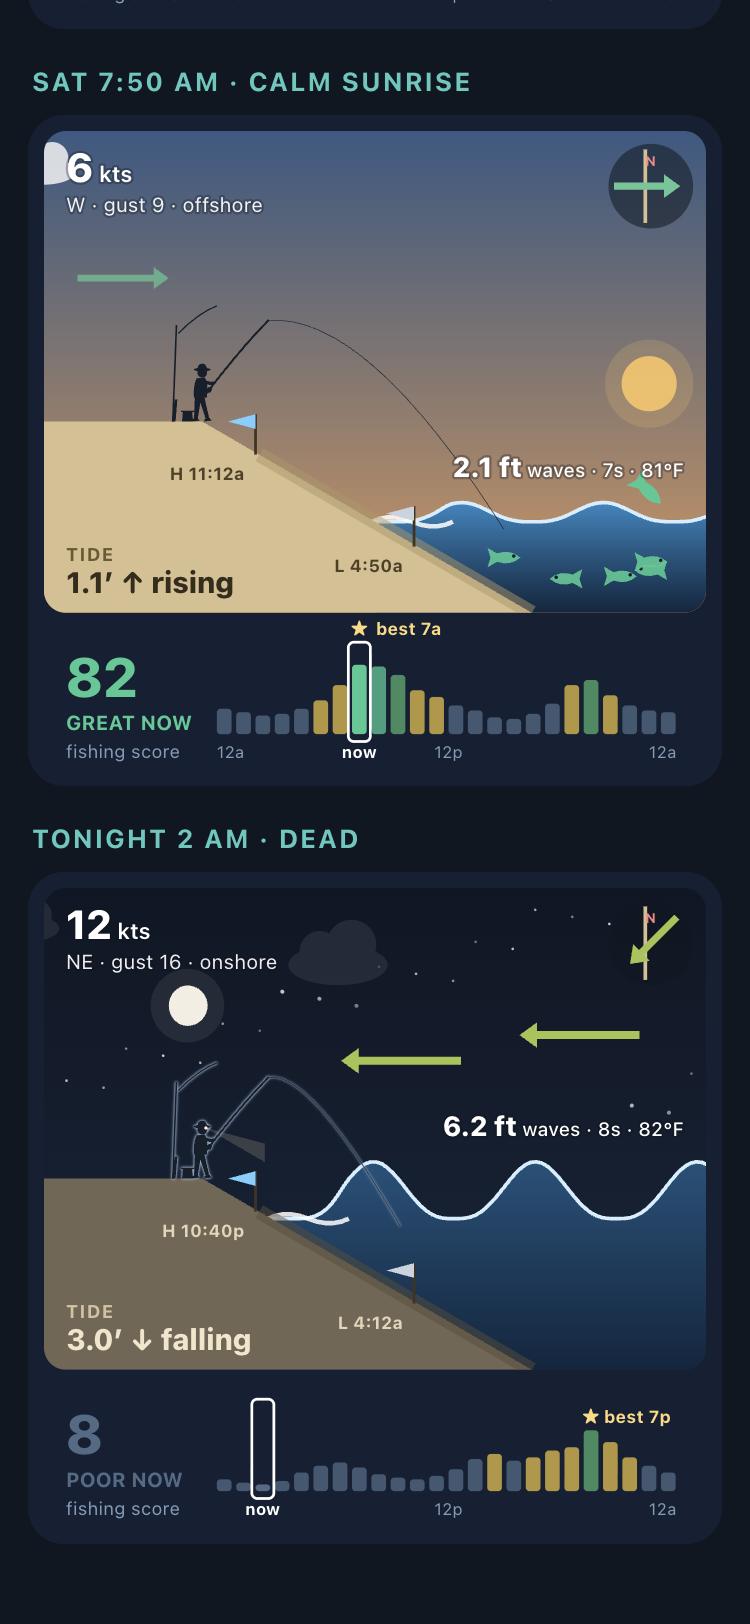 SAT 7:50 AM · CALM SUNRISE
6 kts
N
W · gust 9 · offshore
2.1 ft waves · 7s · 81°F
H 11:12a
L 4:50a
TIDE
1.1′ ↑ rising
★ best 7a
82
GREAT NOW
fishing score
12a
now
12p
12a
TONIGHT 2 AM · DEAD
12 kts
N
NE · gust 16 · onshore
6.2 ft waves · 8s · 82°F
H 10:40p
L 4:12a
TIDE
3.0′ ↓ falling
★ best 7p
8
POOR NOW
fishing score
now
12p
12a